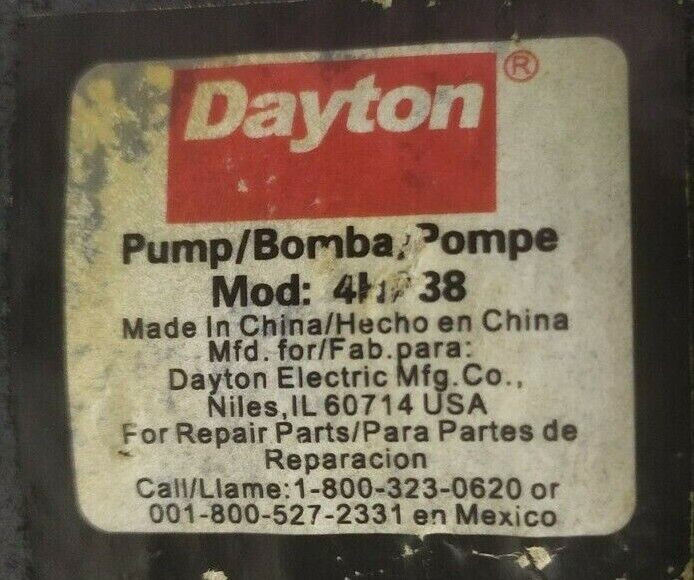 Dayton®
Pump/Bomba/Pompe
Mod:
Made In China/Hecho en China
Mfd. for/Fab.para:
Dayton Electric Mfg.Co.,
Niles,IL 60714 USA
For Repair Parts/Para Partes de
Reparacion
Call/Llame:1-800-323-0620 or
001-800-527-2331 en Mexico